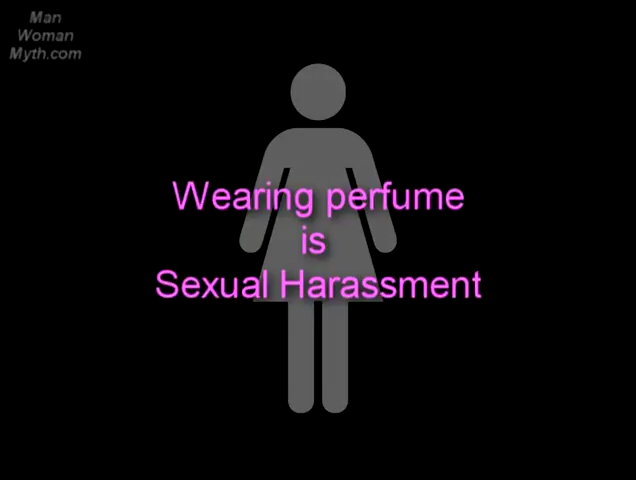 Man
Woman
Myth.com
Wearing perfume
is
Sexual Harassment